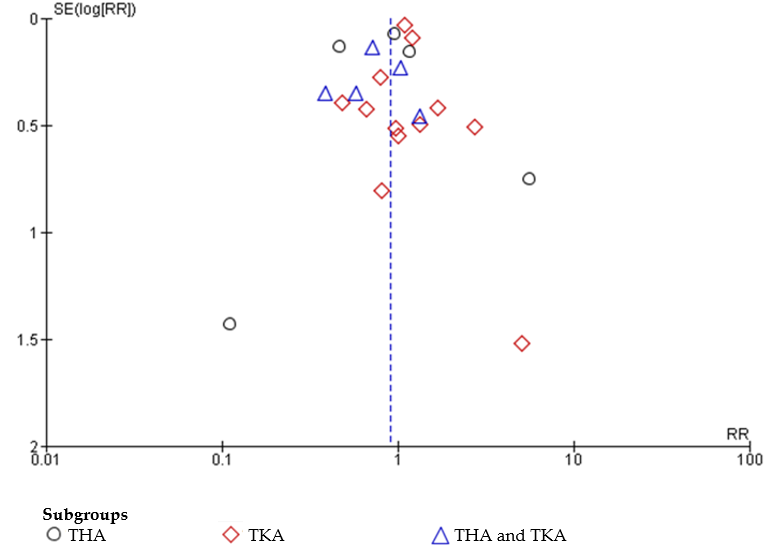 SE(log[RR])
0
0.5
1
1.5
2
RR
0.01 0.1 1 10 100
Subgroups
THA TKA THA and TKA